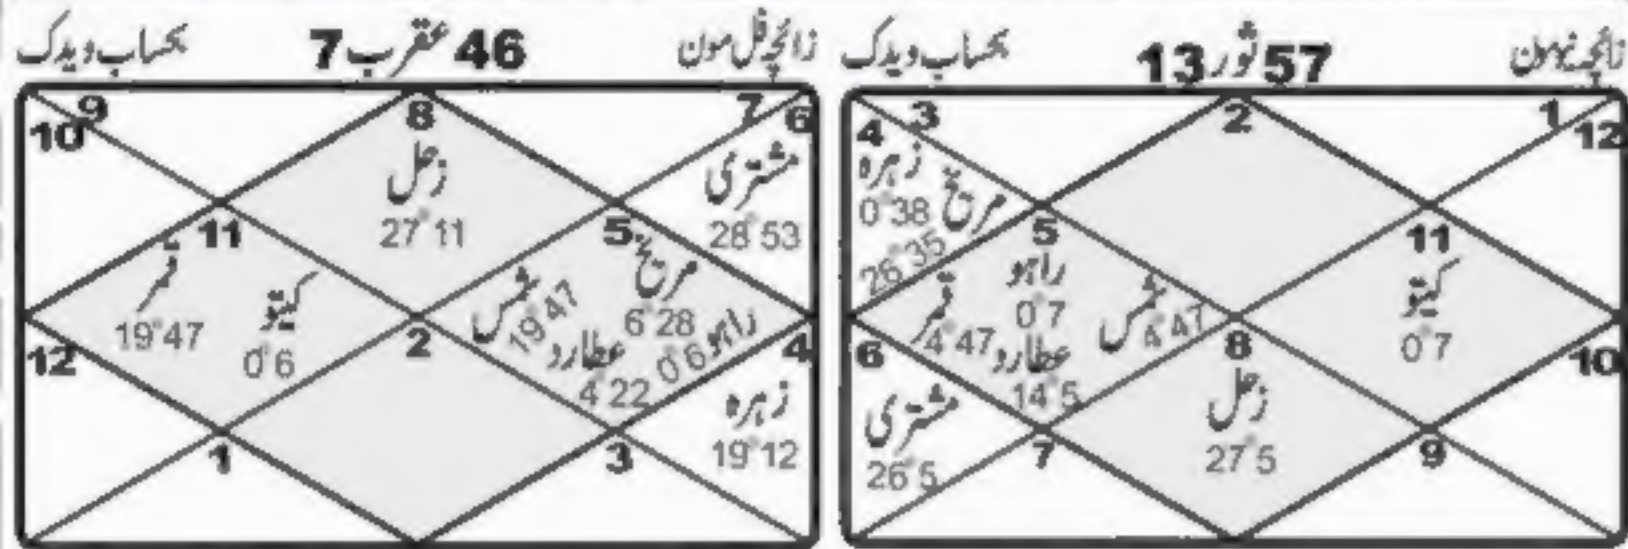 زائچہ نیومون 57 ثور 13 بحساب ویدک
1
12
2
3
4
زہرہ
0°38
مریخ
26°35
5
راہو
0°7
قمر
4°47
عطارد
14°5
شمس
4°47
11
کیتو
0°7
6
8
10
مشتری
26°5
زحل
27°5
7
9
زائچہ فل مون 46 عقرب 7 بحساب ویدک
7
6
8
9
10
مشتری
28°53
زحل
27°11
5
11
مریخ
6°28
شمس
19°47
عطارد
4°22
راہو
0°6
قمر
19°47
کیتو
0°6
4
2
12
زہرہ
19°12
3
1